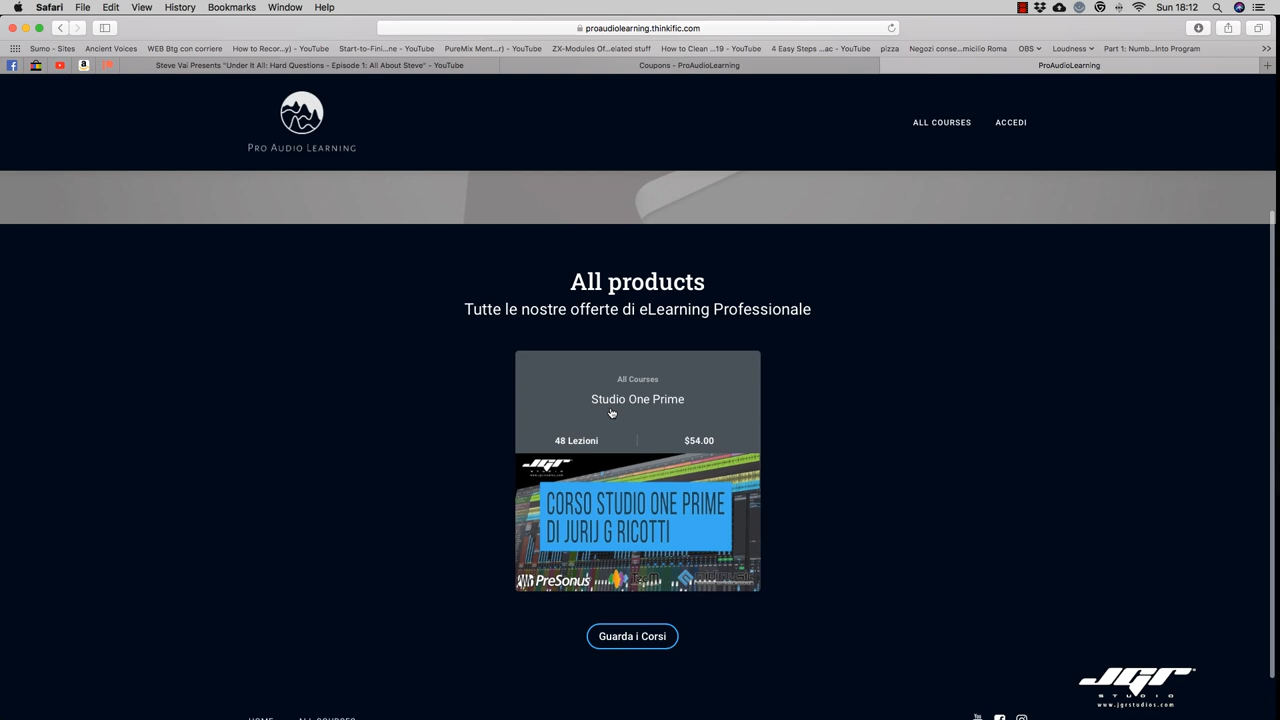 Safari File Edit View History Bookmarks Window Help Sun 18:12
proaudiolearning.thinkific.com
Sumo - Sites Ancient Voices WEB Btg con corriere How to Recor...y) - YouTube Start-to-Fini...ne - YouTube PureMix Ment...r) - YouTube ZX-Modules Of...elated stuff How to Clean ...19 - YouTube 4 Easy Steps ...ac - YouTube pizza Negozi conse...micilio Roma OBS Loudness Part 1: Numb...Into Program
Steve Vai Presents "Under It All: Hard Questions - Episode 1: All About Steve" - YouTube Coupons - ProAudioLearning ProAudioLearning
PRO AUDIO LEARNING
ALL COURSES ACCEDI
All products
Tutte le nostre offerte di eLearning Professionale
All Courses
Studio One Prime
48 Lezioni $54.00
JGR
STUDIO
CORSO STUDIO ONE PRIME
DI JURIJ G RICOTTI
PreSonus
Guarda i Corsi
JGR
STUDIO
www.jgrstudios.com
HOME ALL COURSES